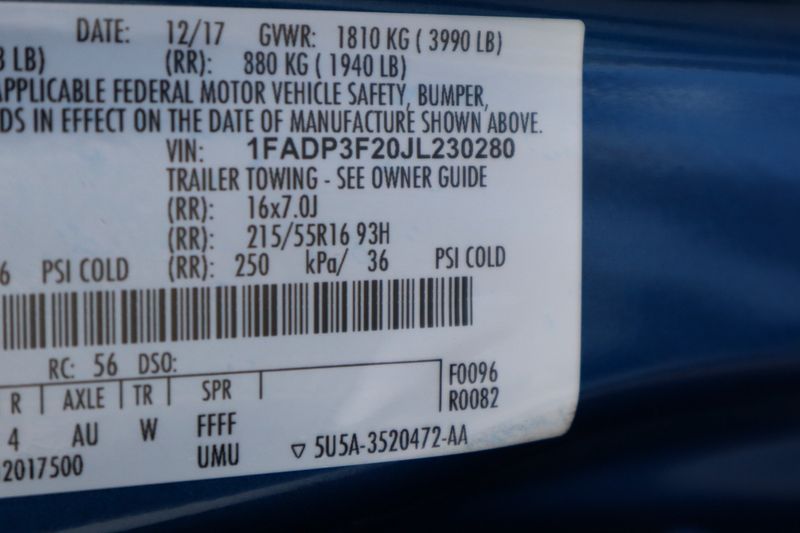 DATE: 12/17 GVWR: 1810 KG ( 3990 LB)
LB) (RR): 880 KG ( 1940 LB)
APPLICABLE FEDERAL MOTOR VEHICLE SAFETY, BUMPER,
DS IN EFFECT ON THE DATE OF MANUFACTURE SHOWN ABOVE.
VIN: 1FADP3F20JL230280
TRAILER TOWING - SEE OWNER GUIDE
(RR): 16x7.0J
(RR): 215/55R16 93H
6 PSI COLD (RR): 250 kPa/ 36 PSI COLD
RC: 56 DSO:
R AXLE TR SPR F0096
R0082
4 AU W FFFF
UMU ▽ 5U5A-3520472-AA
2017500